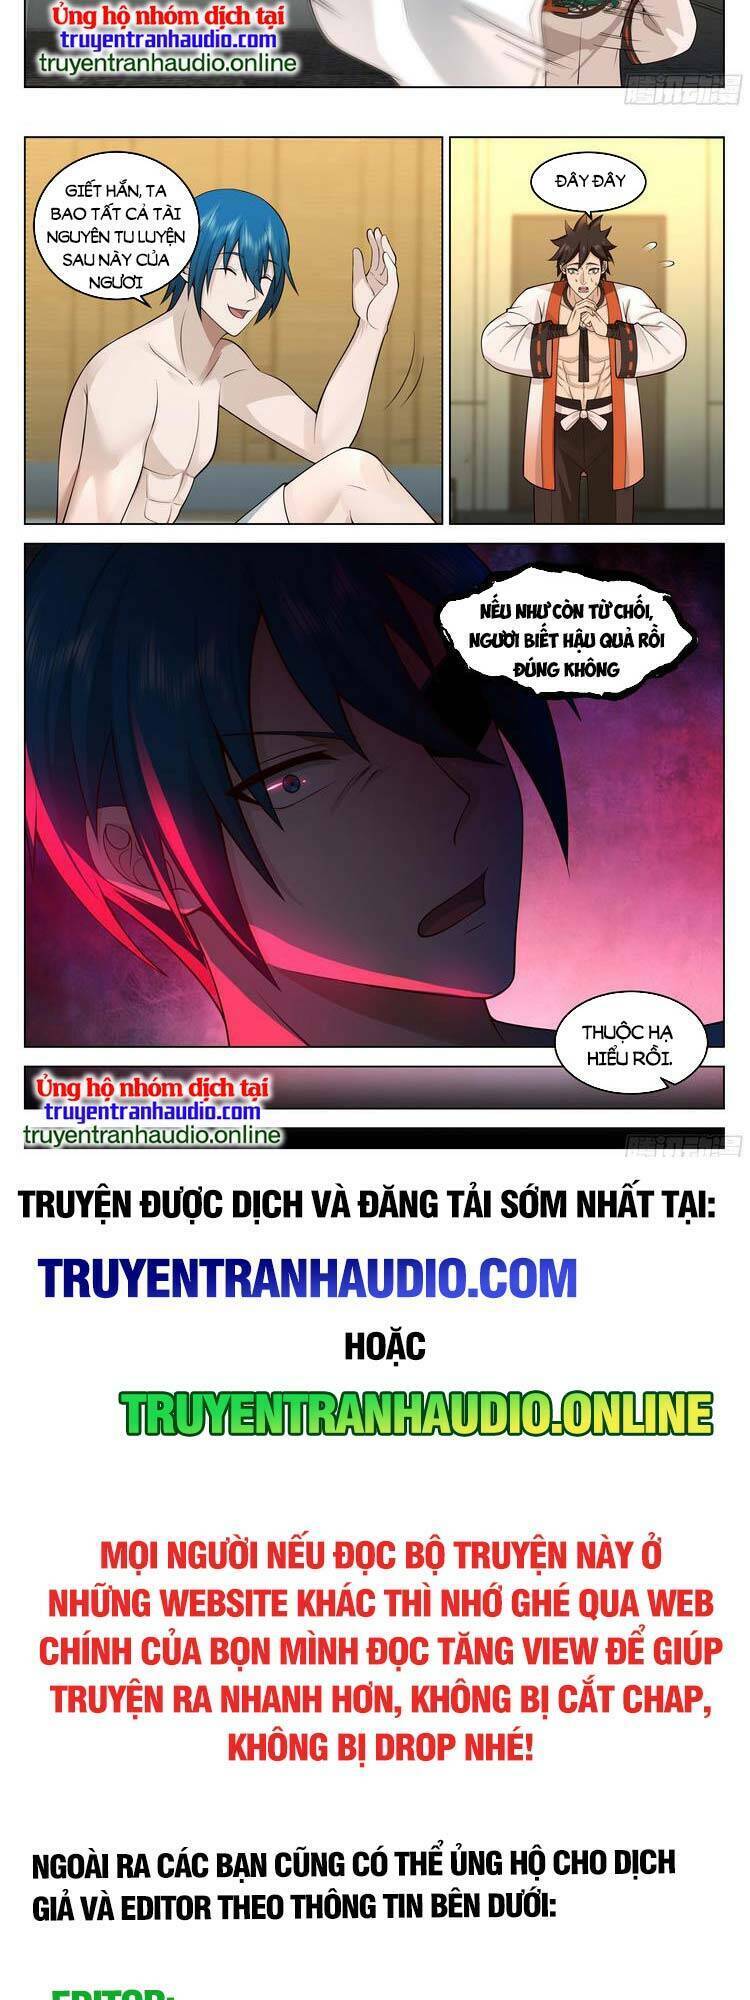 Ủng hộ nhóm dịch tại
truyentranhaudio.com
truyentranhaudio.online
GIẾT HẮN, TA
BAO TẤT CẢ TÀI
NGUYÊN TU LUYỆN
SAU NÀY CỦA
NGƯƠI
ĐÂY ĐÂY
NẾU NHƯ CÒN TỪ CHỐI,
NGƯƠI BIẾT HẬU QUẢ RỒI
ĐÚNG KHÔNG
THUỘC HẠ
HIỂU RỒI.
Ủng hộ nhóm dịch tại
truyentranhaudio.com
truyentranhaudio.online
TRUYỆN ĐƯỢC DỊCH VÀ ĐĂNG TẢI SỚM NHẤT TẠI:
TRUYENTRANHAUDIO.COM
HOẶC
TRUYENTRANHAUDIO.ONLINE
MỌI NGƯỜI NẾU ĐỌC BỘ TRUYỆN NÀY Ở
NHỮNG WEBSITE KHÁC THÌ NHỚ GHÉ QUA WEB
CHÍNH CỦA BỌN MÌNH ĐỌC TĂNG VIEW ĐỂ GIÚP
TRUYỆN RA NHANH HƠN, KHÔNG BỊ CẮT CHAP,
KHÔNG BỊ DROP NHÉ!
NGOÀI RA CÁC BẠN CŨNG CÓ THỂ ỦNG HỘ CHO DỊCH
GIẢ VÀ EDITOR THEO THÔNG TIN BÊN DƯỚI:
EDITOR: